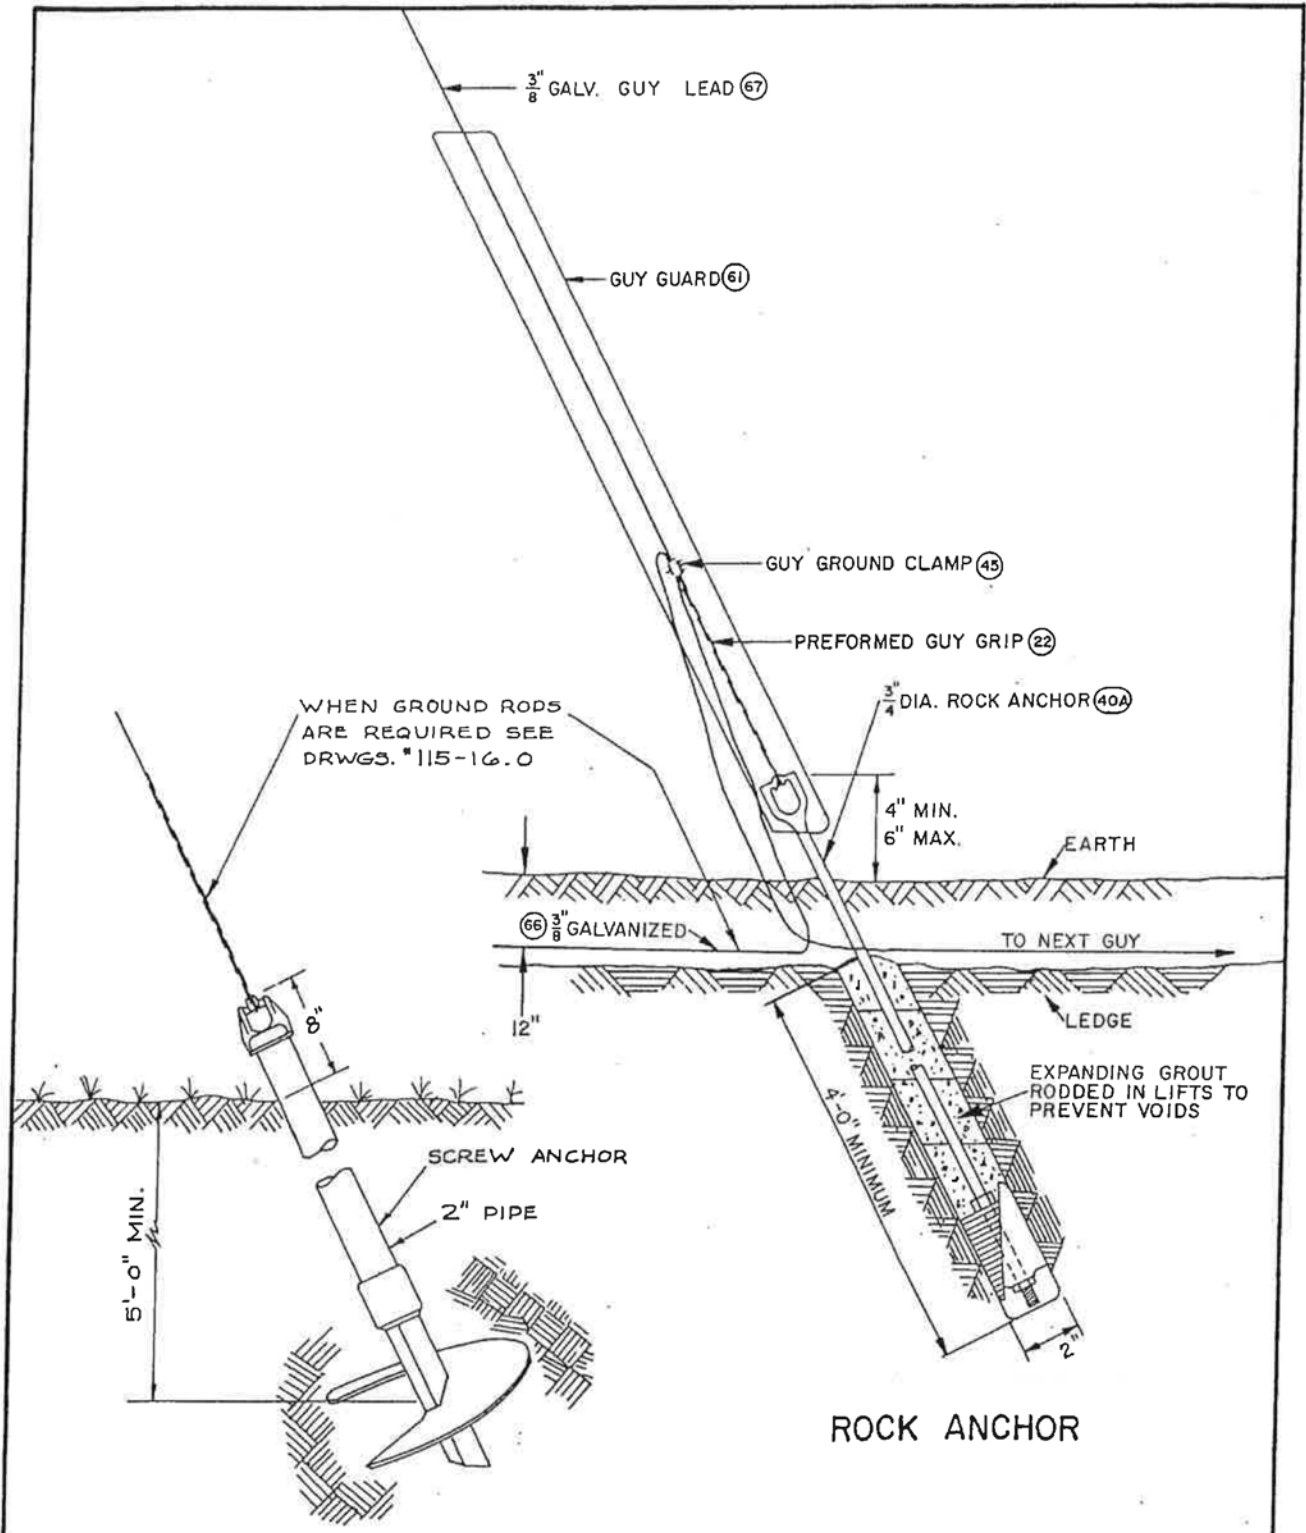 3/8" GALV. GUY LEAD 67
GUY GUARD 61
GUY GROUND CLAMP 45
PREFORMED GUY GRIP 22
3/4" DIA. ROCK ANCHOR 40A
WHEN GROUND RODS
ARE REQUIRED SEE
DRWGS. #115-16.0
4" MIN.
6" MAX.
EARTH
66 3/8" GALVANIZED
TO NEXT GUY
8"
12"
LEDGE
EXPANDING GROUT
RODDED IN LIFTS TO
PREVENT VOIDS
4'-0" MINIMUM
SCREW ANCHOR
2" PIPE
5'-0" MIN.
2"
ROCK ANCHOR